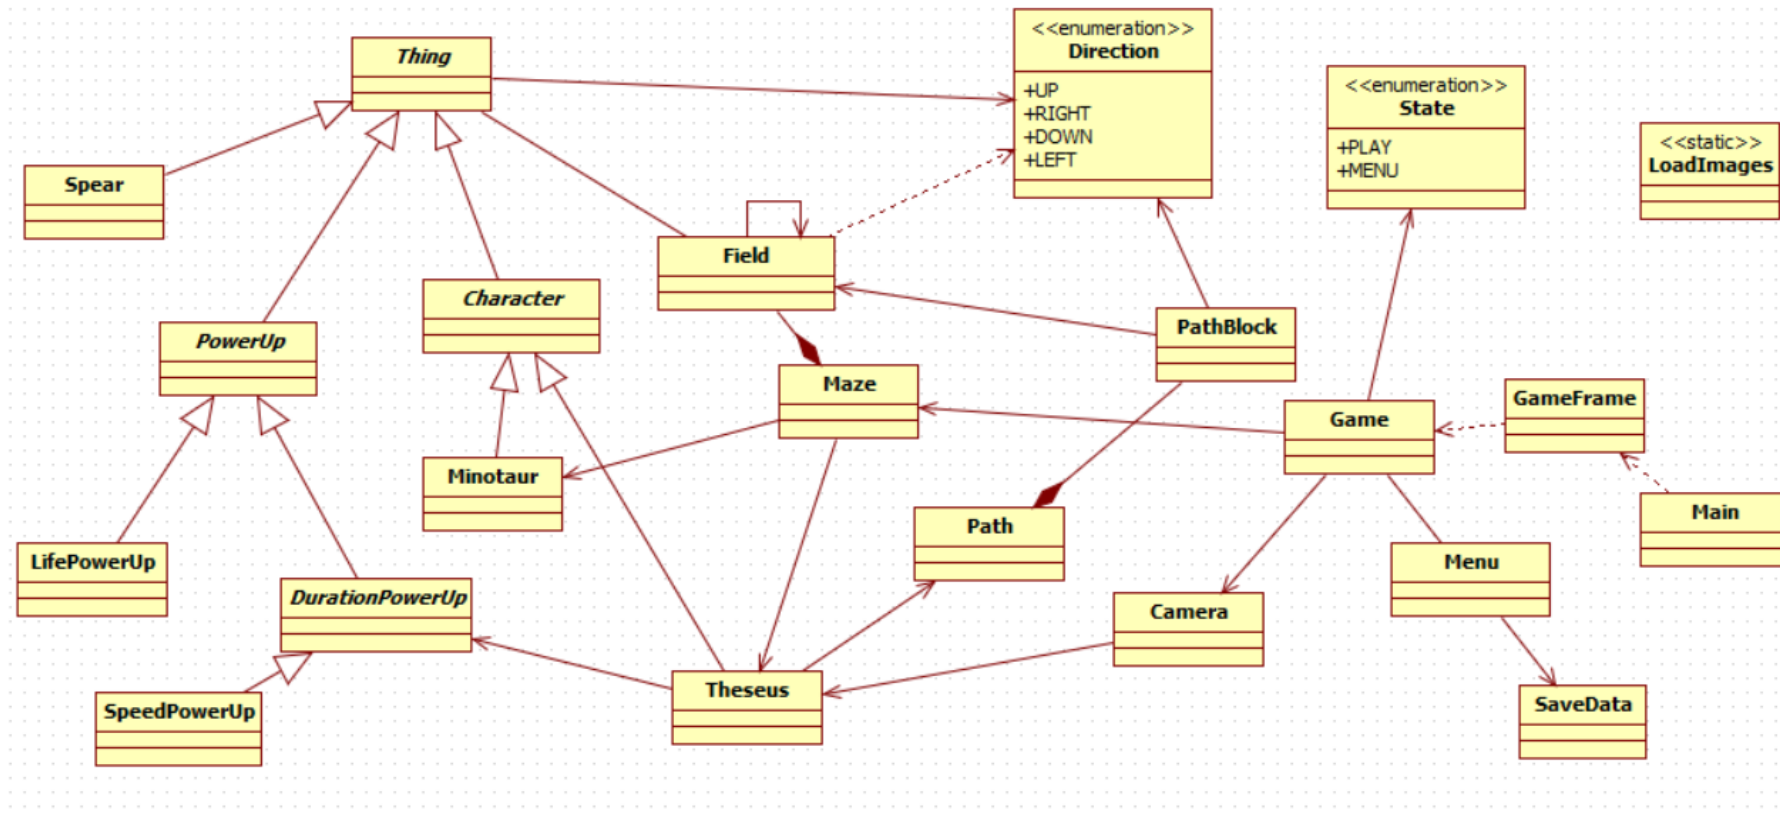 <<enumeration>>
Direction
+UP
+RIGHT
+DOWN
+LEFT
Thing
<<enumeration>>
State
+PLAY
+MENU
<<static>>
LoadImages
Spear
Field
Character
PowerUp
PathBlock
Maze
Game
GameFrame
Minotaur
Path
Main
LifePowerUp
Menu
DurationPowerUp
Camera
Theseus
SpeedPowerUp
SaveData